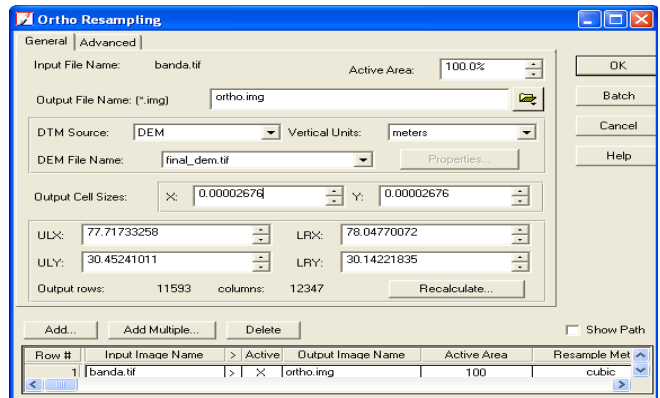 Ortho Resampling
General Advanced
Input File Name: banda.tif Active Area: 100.0%
Output File Name: (*.img) ortho.img
DTM Source: DEM Vertical Units: meters
DEM File Name: final_dem.tif Properties...
Output Cell Sizes: X: 0.00002676 Y: 0.00002676
ULX: 77.71733258 LRX: 78.04770072
ULY: 30.45241011 LRY: 30.14221835
Output rows: 11593 columns: 12347 Recalculate...
OK
Batch
Cancel
Help
Add... Add Multiple... Delete Show Path
Row # Input Image Name > Active Output Image Name Active Area Resample Met
1 banda.tif > X ortho.img 100 cubic